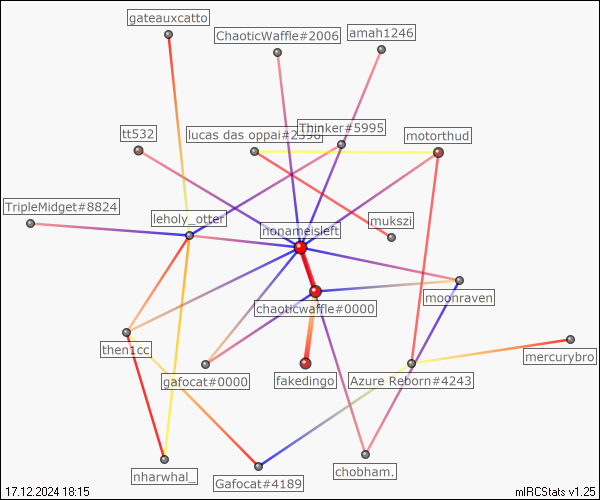 gateauxcatto
ChaoticWaffle#2006
amah1246
tt532
lucas das oppai#2396
Thinker#5995
motorthud
TripleMidget#8824
leholy_otter
mukszi
nonameisleft
moonraven
chaoticwaffle#0000
then1cc
mercurybro
gafocat#0000
fakedingo
Azure Reborn#4243
nharwhal_
Gafocat#4189
chobham.
17.12.2024 18:15
mIRCStats v1.25